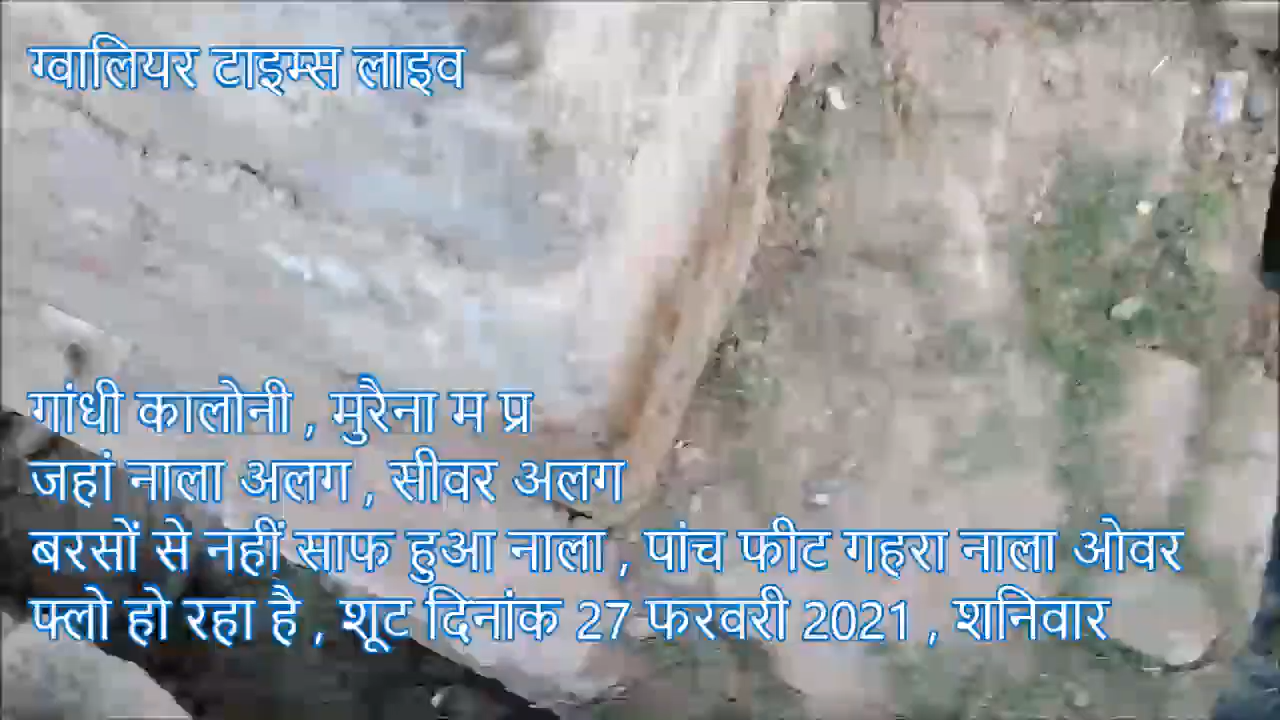 ग्वालियर टाइम्स लाइव
गांधी कालोनी , मुरैना म प्र
जहां नाला अलग , सीवर अलग
बरसों से नहीं साफ हुआ नाला , पांच फीट गहरा नाला ओवर
फ्लो हो रहा है , शूट दिनांक 27 फरवरी 2021 , शनिवार